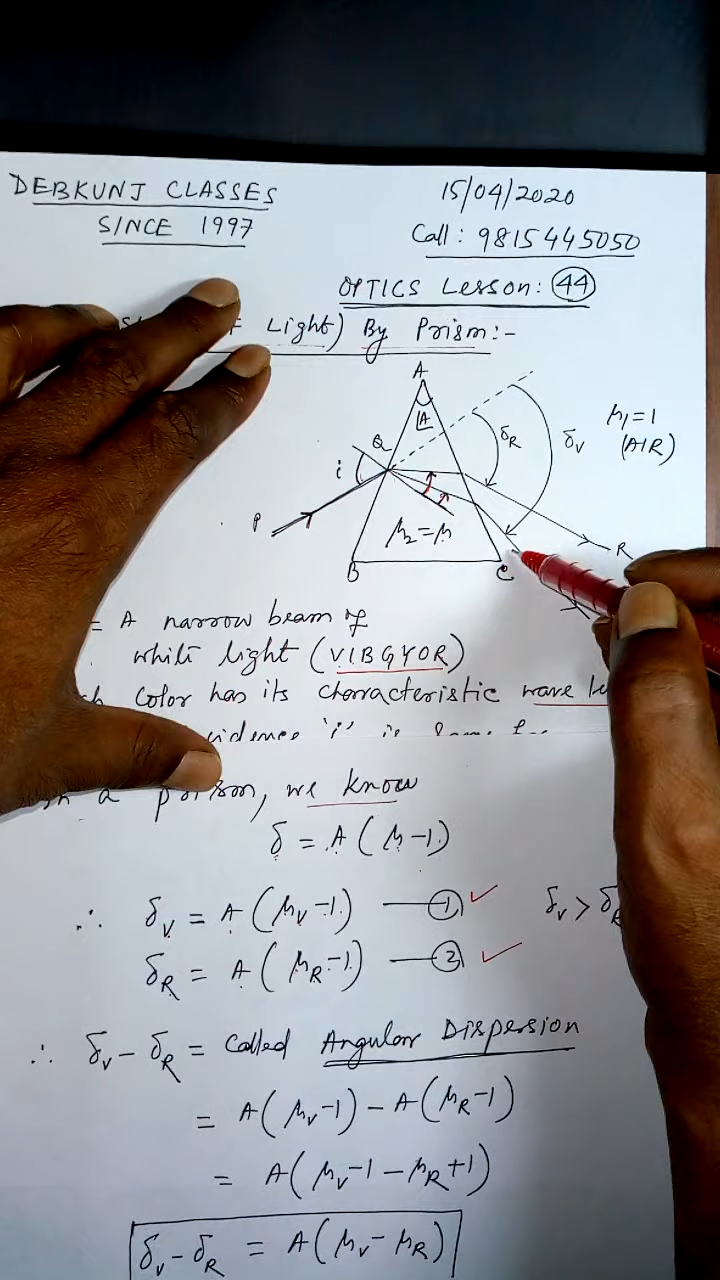 DEBKUNJ CLASSES
SINCE 1997
15/04/2020
Call: 9815445050
OPTICS Lesson: 44
Light) By Prism:-
A
A
Q
i
P
δR
δV
μ1=1
(AIR)
μ2=μ
R
B
C
= A narrow beam of
white light (VIBGYOR)
Color has its characteristic wave
'i' is
a prism, we know
δ = A(μ-1)
∴ δV = A(μV-1) — 1
δV > δR
δR = A(μR-1) — 2
∴ δV - δR = Called Angular Dispersion
= A(μV-1) - A(μR-1)
= A(μV-1-μR+1)
δV-δR = A(μV-μR)